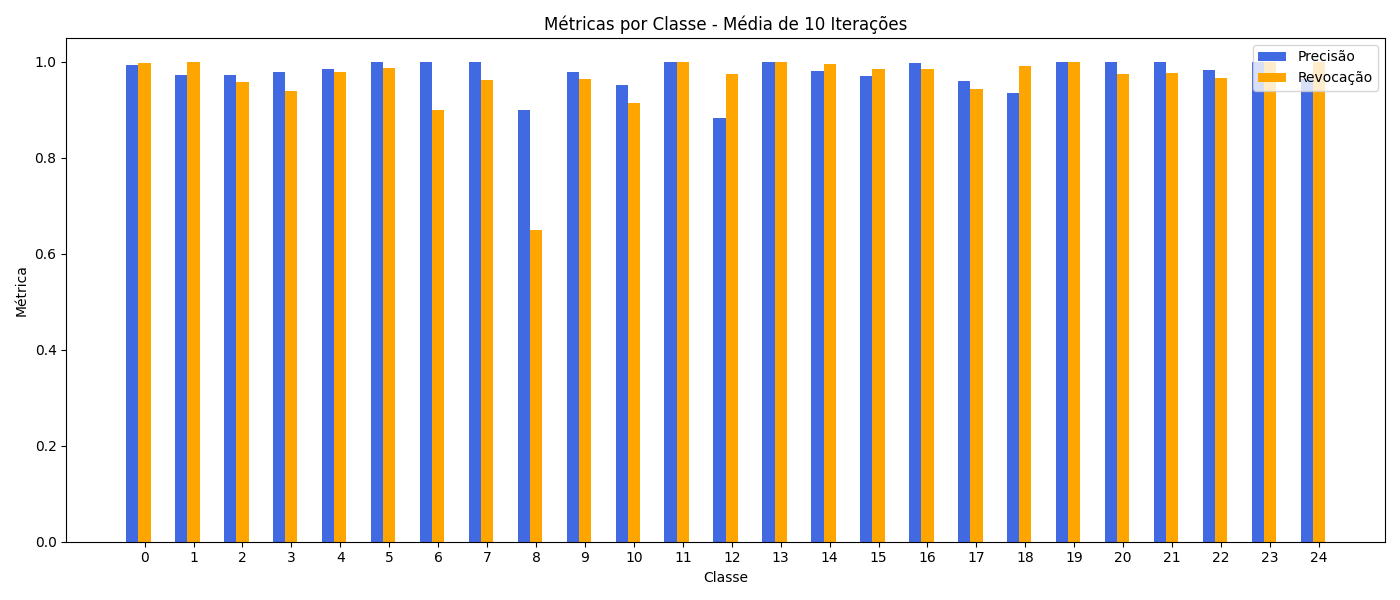 Métricas por Classe - Média de 10 Iterações
Precisão
Revocação
1.0
0.8
0.6
0.4
0.2
0.0
Métrica
0 1 2 3 4 5 6 7 8 9 10 11 12 13 14 15 16 17 18 19 20 21 22 23 24
Classe